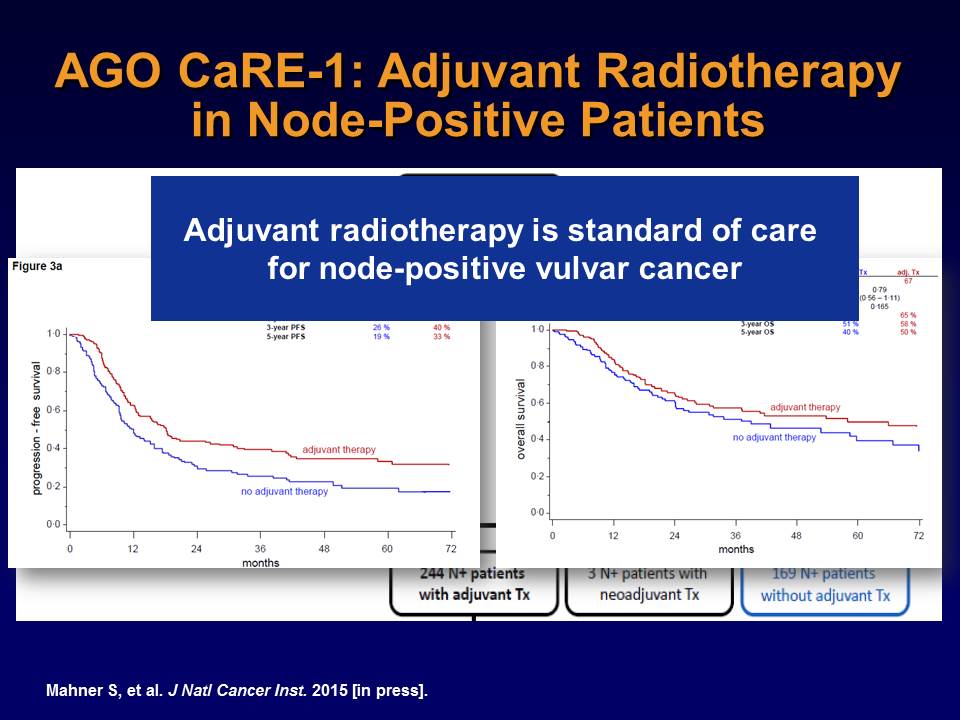 AGO CaRE-1: Adjuvant Radiotherapy
in Node-Positive Patients
Adjuvant radiotherapy is standard of care
for node-positive vulvar cancer
Figure 3a
3-year PFS 26 % 40 %
5-year PFS 19 % 33 %
1·0
0·8
0·6
0·4
0·2
0·0
progression - free survival
adjuvant therapy
no adjuvant therapy
0 12 24 36 48 60 72
months
Tx adj. Tx
67
0·79
(0·56 – 1·11)
0·165
65 %
3-year OS 51 % 58 %
5-year OS 40 % 50 %
1·0
0·8
0·6
0·4
0·2
0·0
overall survival
adjuvant therapy
no adjuvant therapy
0 12 24 36 48 60 72
months
244 N+ patients
with adjuvant Tx
3 N+ patients with
neoadjuvant Tx
169 N+ patients
without adjuvant Tx
Mahner S, et al. J Natl Cancer Inst. 2015 [in press].